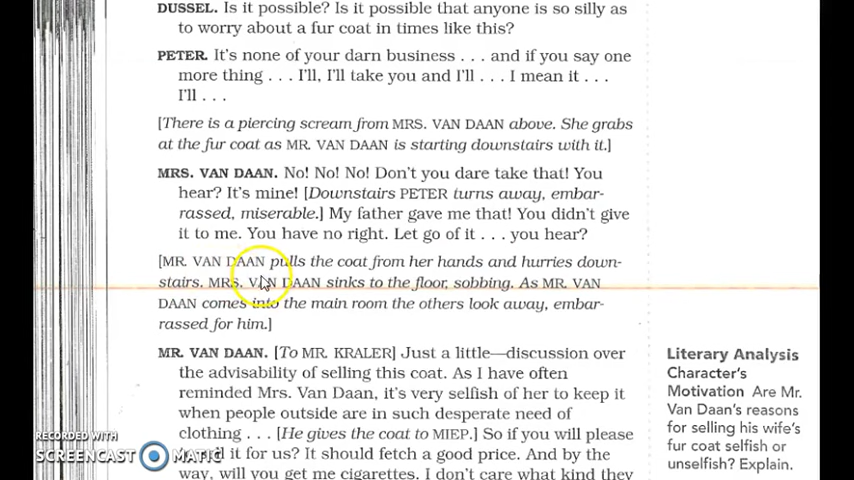 DUSSEL. Is it possible? Is it possible that anyone is so silly as
to worry about a fur coat in times like this?
PETER. It's none of your darn business . . . and if you say one
more thing . . . I'll, I'll take you and I'll . . . I mean it . . .
I'll . . .
[There is a piercing scream from MRS. VAN DAAN above. She grabs
at the fur coat as MR. VAN DAAN is starting downstairs with it.]
MRS. VAN DAAN. No! No! No! Don't you dare take that! You
hear? It's mine! [Downstairs PETER turns away, embar-
rassed, miserable.] My father gave me that! You didn't give
it to me. You have no right. Let go of it . . . you hear?
[MR. VAN DAAN pulls the coat from her hands and hurries down-
stairs. MRS. VAN DAAN sinks to the floor, sobbing. As MR. VAN
DAAN comes into the main room the others look away, embar-
rassed for him.]
MR. VAN DAAN. [To MR. KRALER] Just a little—discussion over
the advisability of selling this coat. As I have often
reminded Mrs. Van Daan, it's very selfish of her to keep it
when people outside are in such desperate need of
clothing . . . [He gives the coat to MIEP.] So if you will please
it for us? It should fetch a good price. And by the
way, will you get me cigarettes. I don't care what kind they
Literary Analysis
Character's
Motivation Are Mr.
Van Daan's reasons
for selling his wife's
fur coat selfish or
unselfish? Explain.
RECORDED WITH
SCREENCAST MATIC